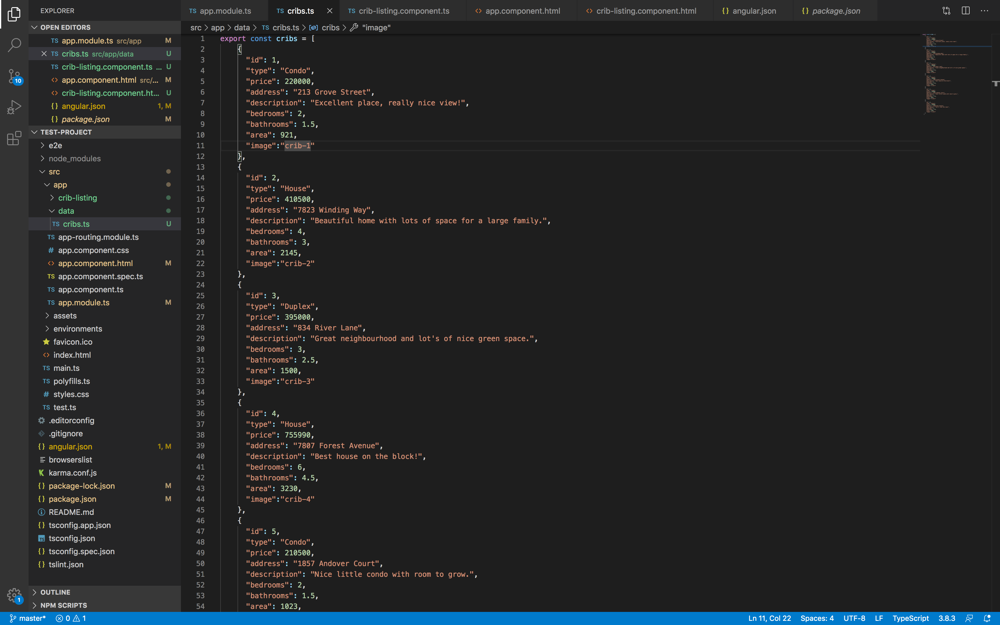 EXPLORER
OPEN EDITORS
TS app.module.ts src/app M
TS cribs.ts src/app/data U
TS crib-listing.component.ts ... U
<> app.component.html src/... M
<> crib-listing.component.ht... U
{} angular.json 1, M
{} package.json M
TEST-PROJECT
e2e
node_modules
src
app
crib-listing
data
TS cribs.ts U
TS app-routing.module.ts
# app.component.css
<> app.component.html M
TS app.component.spec.ts
TS app.component.ts
TS app.module.ts M
assets
environments
favicon.ico
<> index.html
TS main.ts
TS polyfills.ts
# styles.css
TS test.ts
.editorconfig
.gitignore
{} angular.json 1, M
browserslist
karma.conf.js
{} package-lock.json M
{} package.json M
README.md
{} tsconfig.app.json
TS tsconfig.json
{} tsconfig.spec.json
{} tslint.json
OUTLINE
NPM SCRIPTS
10
1
TS app.module.ts TS cribs.ts TS crib-listing.component.ts <> app.component.html <> crib-listing.component.html {} angular.json {} package.json
src > app > data > TS cribs.ts > cribs > "image"
1 export const cribs = [
2 {
3 "id": 1,
4 "type": "Condo",
5 "price": 220000,
6 "address": "213 Grove Street",
7 "description": "Excellent place, really nice view!",
8 "bedrooms": 2,
9 "bathrooms": 1.5,
10 "area": 921,
11 "image":"crib-1"
12 },
13 {
14 "id": 2,
15 "type": "House",
16 "price": 410500,
17 "address": "7823 Winding Way",
18 "description": "Beautiful home with lots of space for a large family.",
19 "bedrooms": 4,
20 "bathrooms": 3,
21 "area": 2145,
22 "image":"crib-2"
23 },
24 {
25 "id": 3,
26 "type": "Duplex",
27 "price": 395000,
28 "address": "834 River Lane",
29 "description": "Great neighbourhood and lot's of nice green space.",
30 "bedrooms": 3,
31 "bathrooms": 2.5,
32 "area": 1500,
33 "image":"crib-3"
34 },
35 {
36 "id": 4,
37 "type": "House",
38 "price": 755990,
39 "address": "7807 Forest Avenue",
40 "description": "Best house on the block!",
41 "bedrooms": 6,
42 "bathrooms": 4.5,
43 "area": 3230,
44 "image":"crib-4"
45 },
46 {
47 "id": 5,
48 "type": "Condo",
49 "price": 210500,
50 "address": "1857 Andover Court",
51 "description": "Nice little condo with room to grow.",
52 "bedrooms": 2,
53 "bathrooms": 1.5,
54 "area": 1023,
master* 0 1 Ln 11, Col 22 Spaces: 4 UTF-8 LF TypeScript 3.8.3